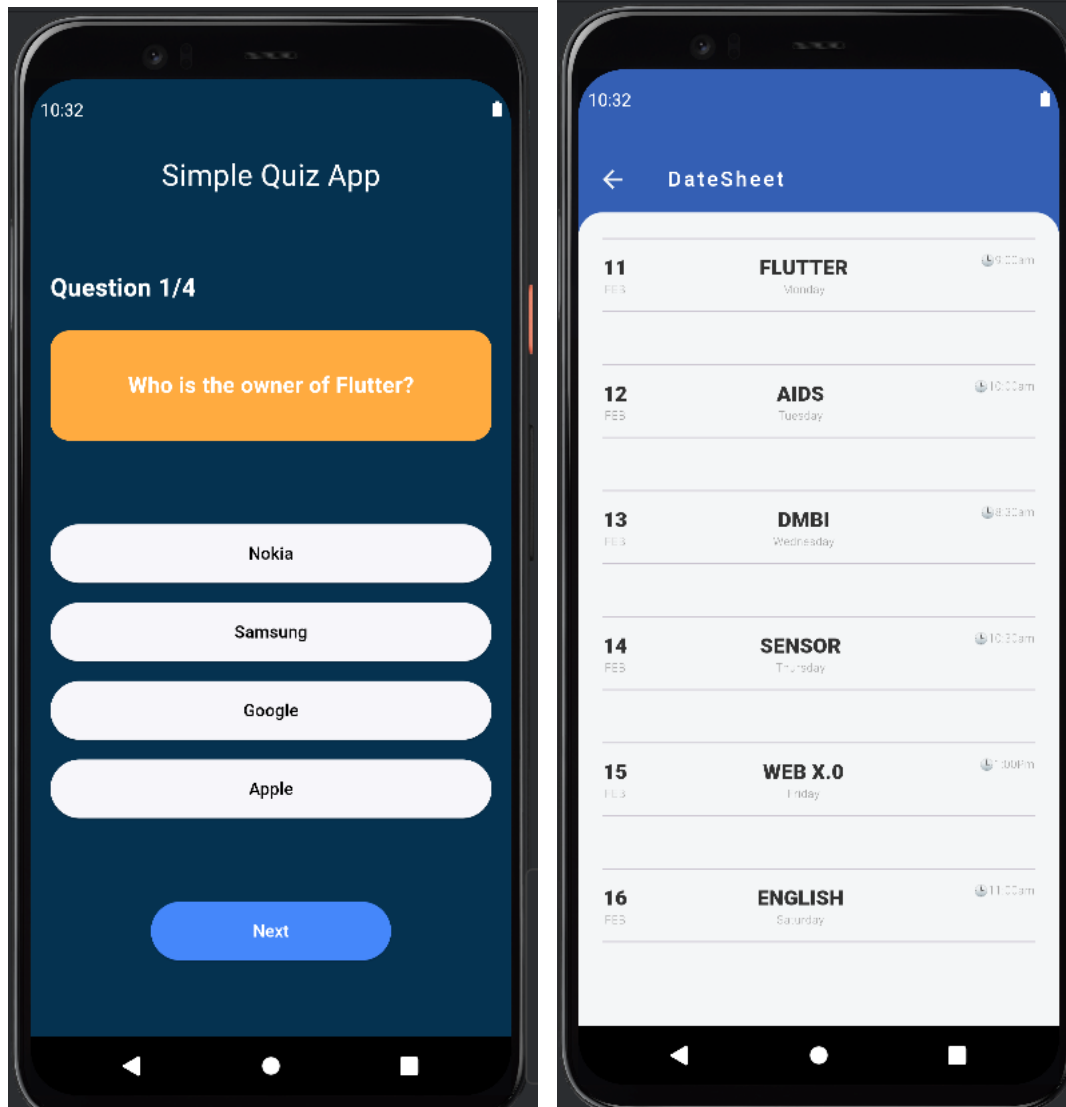 10:32
Simple Quiz App
Question 1/4
Who is the owner of Flutter?
Nokia
Samsung
Google
Apple
Next
10:32
DateSheet
11
FEB
FLUTTER
Monday
9:00am
12
FEB
AIDS
Tuesday
10:00am
13
FEB
DMBI
Wednesday
8:30am
14
FEB
SENSOR
Thursday
10:30am
15
FEB
WEB X.0
Friday
1:00Pm
16
FEB
ENGLISH
Saturday
11:00am